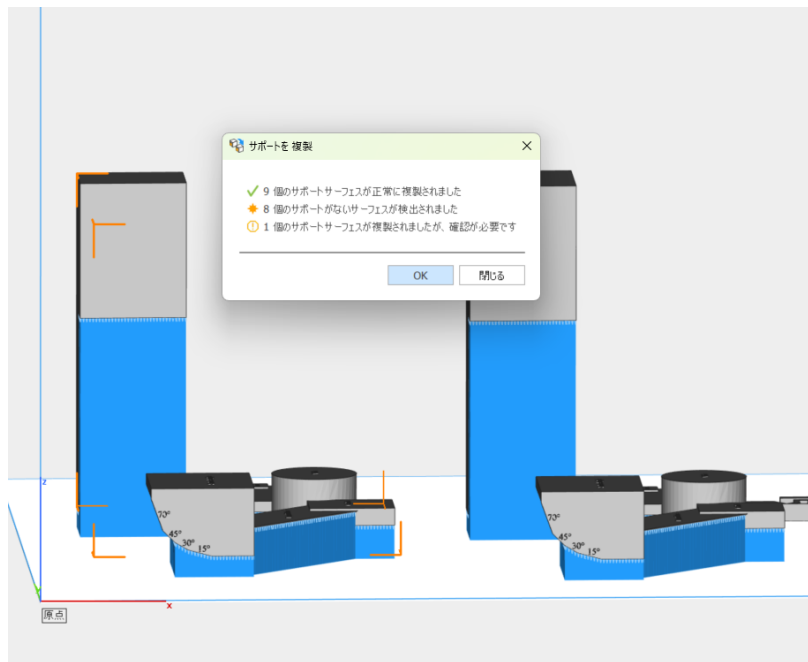 サポートを 複製
9 個のサポートサーフェスが正常に複製されました
8 個のサポートがないサーフェスが検出されました
1 個のサポートサーフェスが複製されましたが、確認が必要です
OK
閉じる
z
70°
45°
30°
15°
70°
45°
30°
15°
x
原点